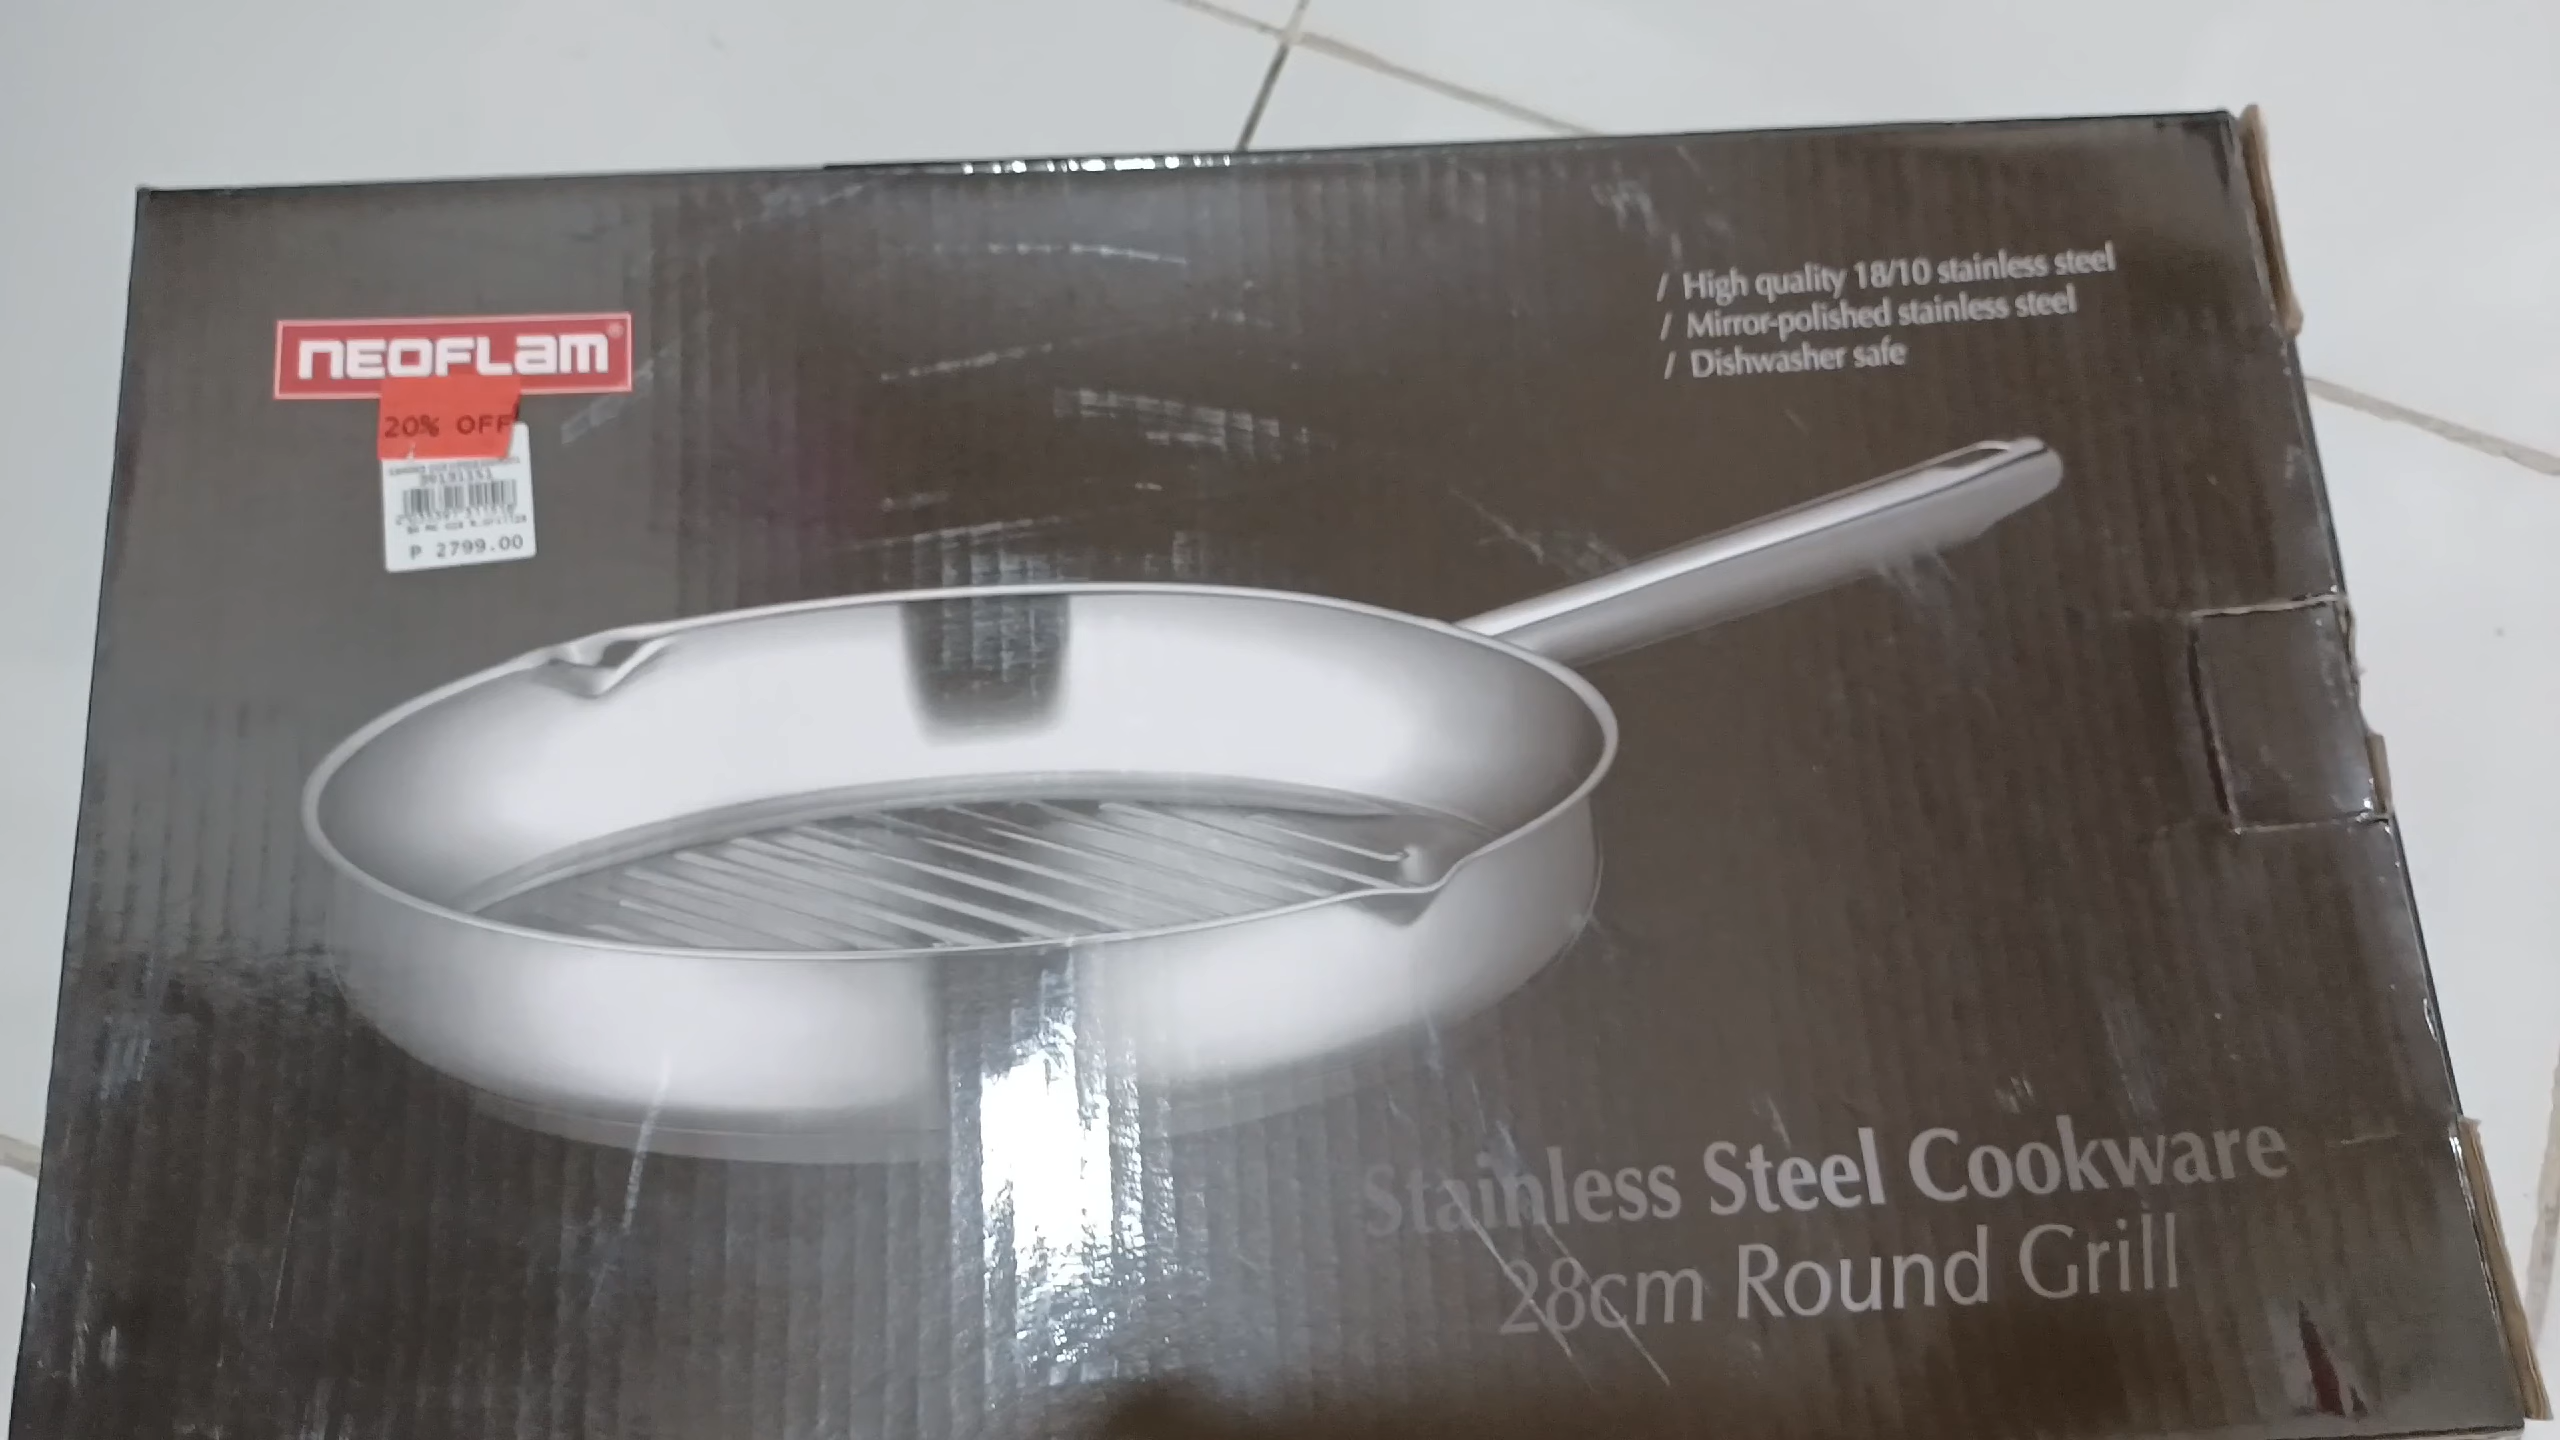 / High quality 18/10 stainless steel
/ Mirror-polished stainless steel
/ Dishwasher safe
NEOFLAM®
20% OFF
39131151
P 2799.00
Stainless Steel Cookware
28cm Round Grill